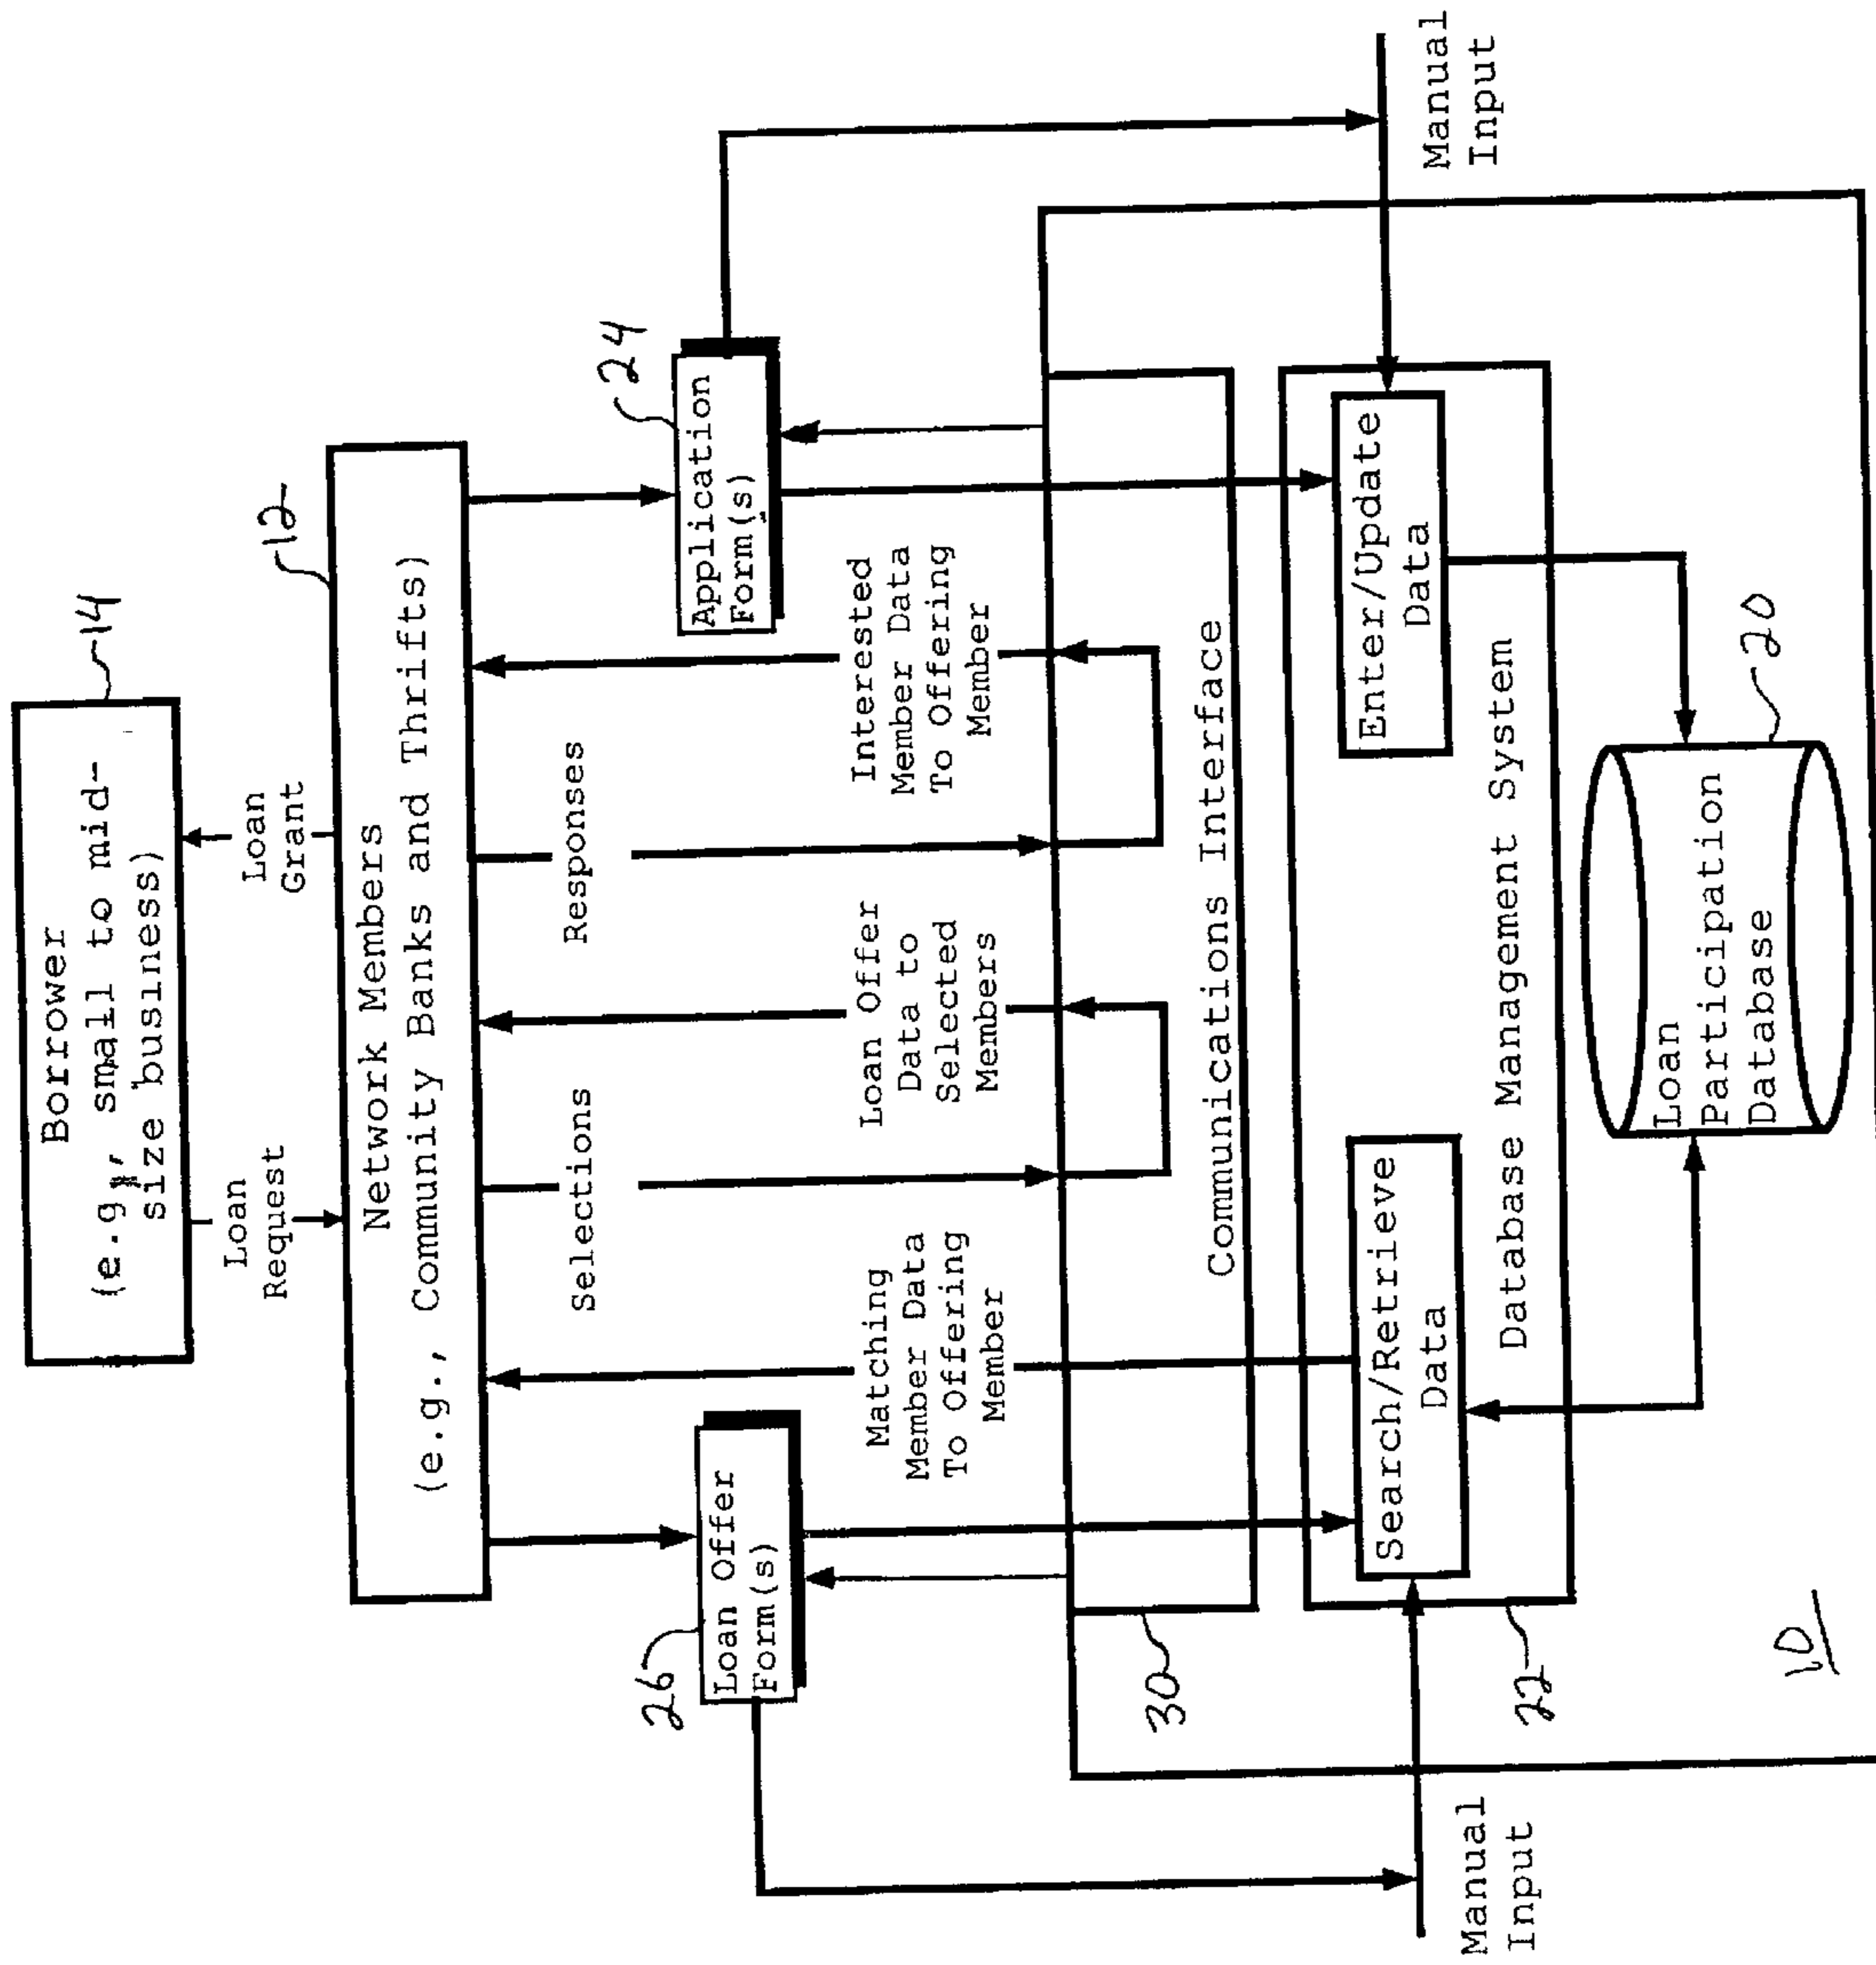 Borrower
(e.g., small to mid-
size business)
14
Loan
Request
Loan
Grant
12
Network Members
(e.g., Community Banks and Thrifts)
Selections
Responses
26
Loan Offer
Form(s)
24
Application
Form(s)
Matching
Member Data
To Offering
Member
Loan Offer
Data to
Selected
Members
Interested
Member Data
To Offering
Member
30
Communications Interface
Manual
Input
Search/Retrieve
Data
Enter/Update
Data
Manual
Input
22
Database Management System
Loan
Participation
Database
20
10